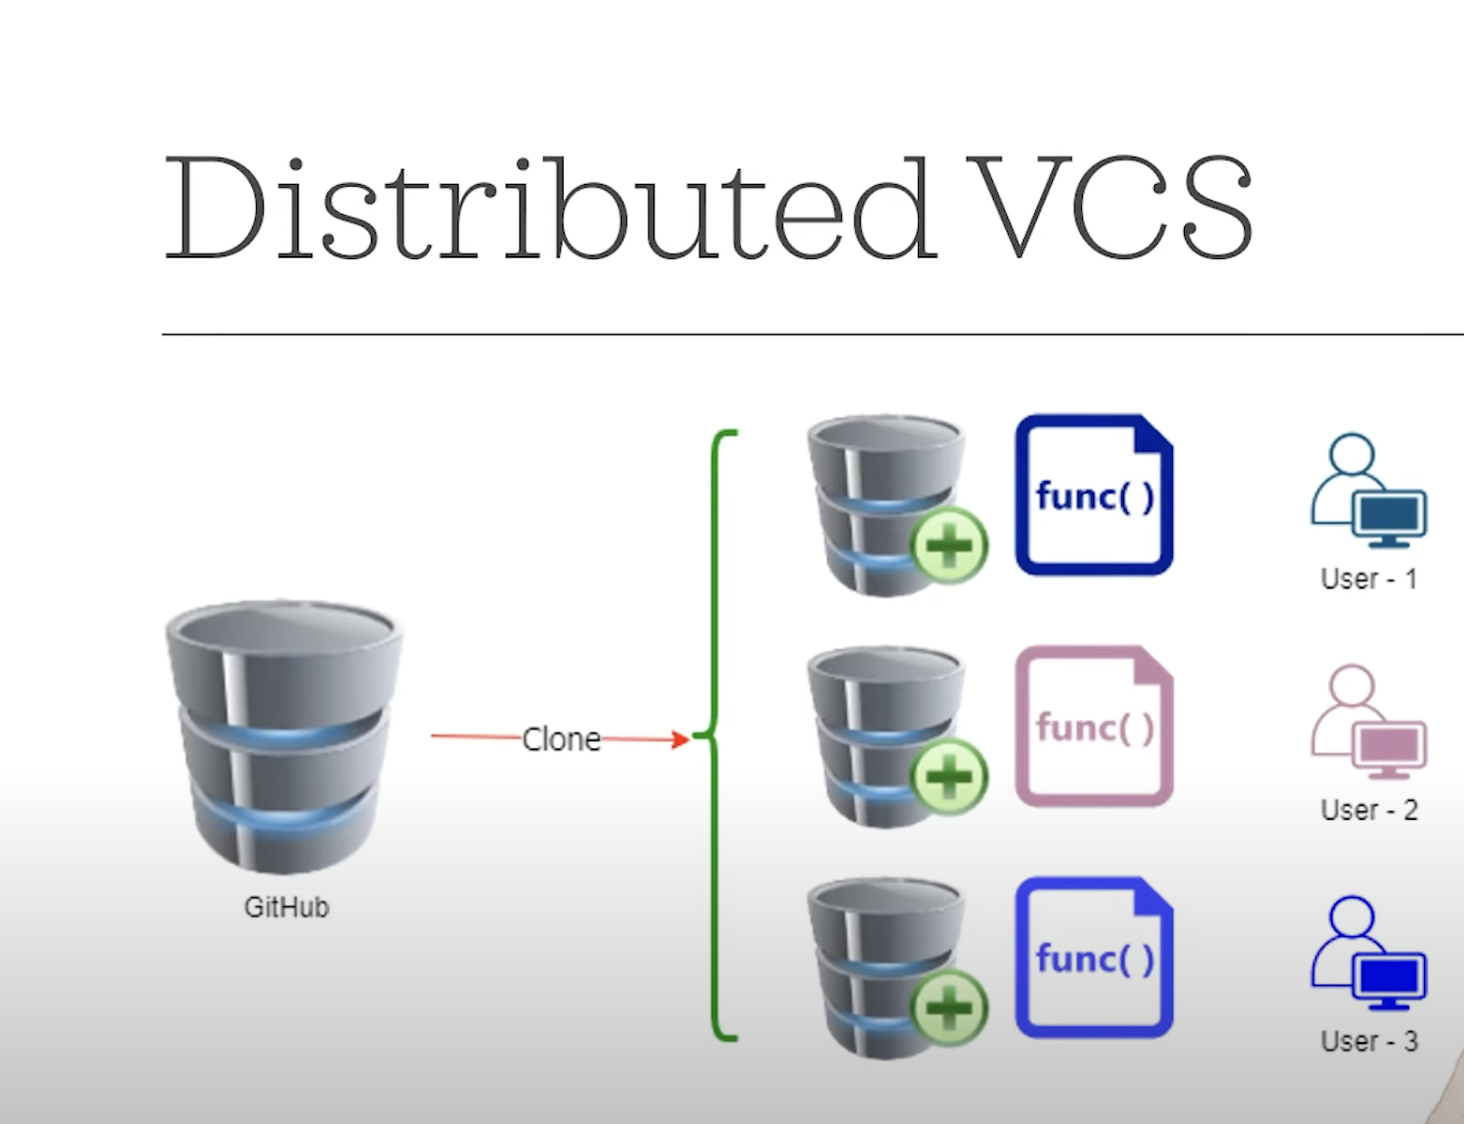 Distributed VCS
func( )
User - 1
Clone
func( )
User - 2
GitHub
func( )
User - 3